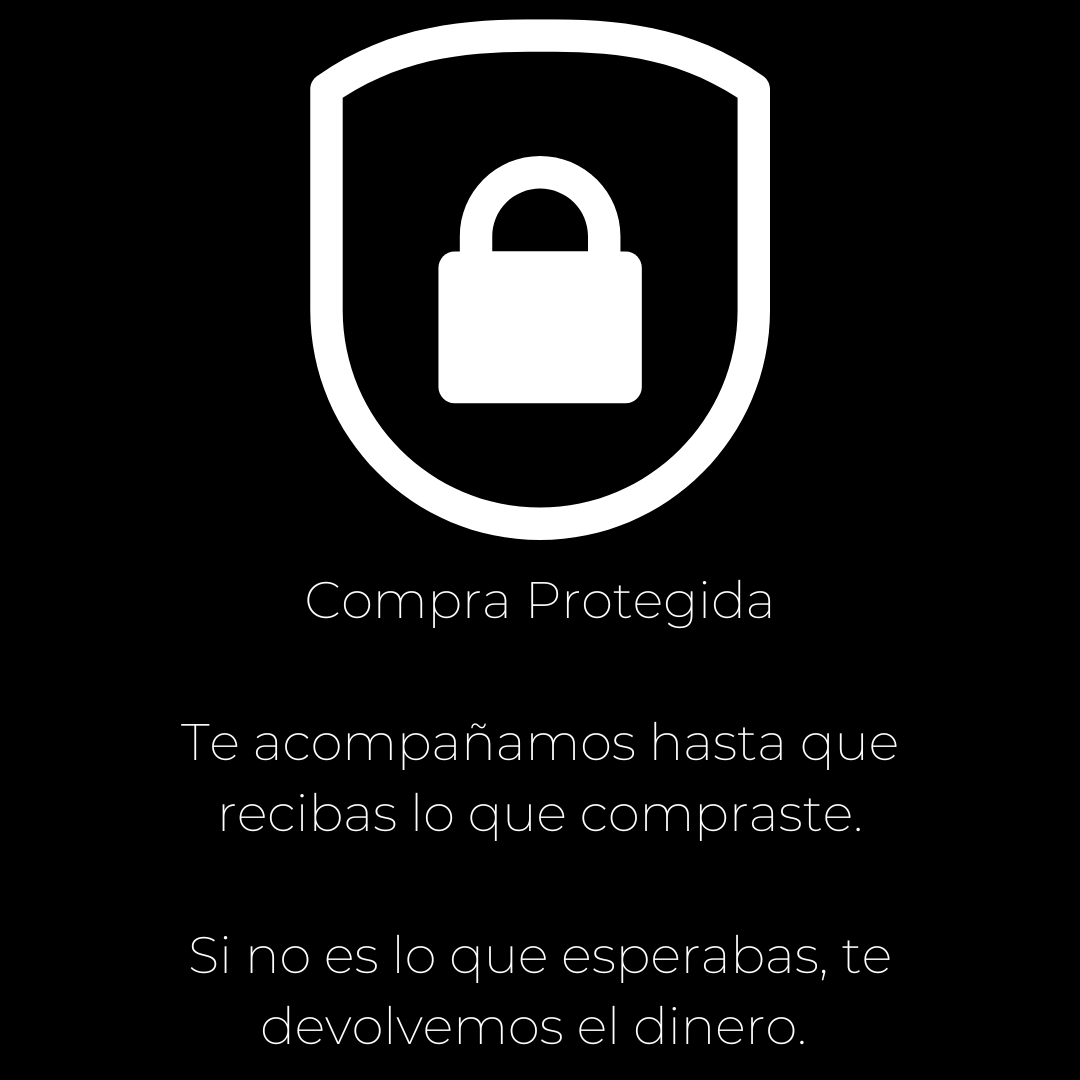 Compra Protegida
Te acompañamos hasta que
recibas lo que compraste.
Si no es lo que esperabas, te
devolvemos el dinero.